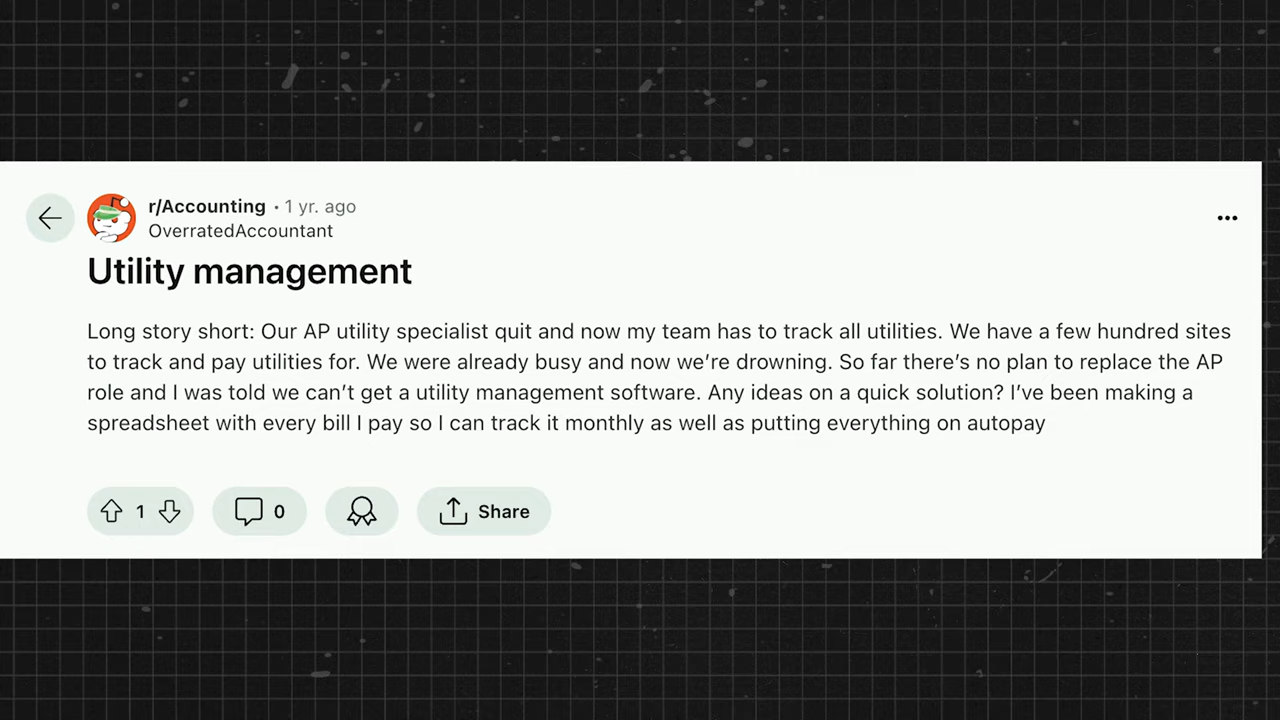 r/Accounting • 1 yr. ago
OverratedAccountant
Utility management
Long story short: Our AP utility specialist quit and now my team has to track all utilities. We have a few hundred sites
to track and pay utilities for. We were already busy and now we’re drowning. So far there’s no plan to replace the AP
role and I was told we can’t get a utility management software. Any ideas on a quick solution? I’ve been making a
spreadsheet with every bill I pay so I can track it monthly as well as putting everything on autopay
1 0 Share